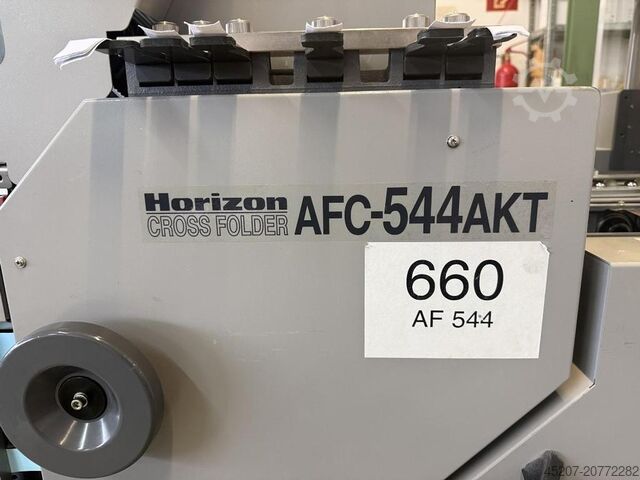 Horizon
CROSS FOLDER
AFC-544AKT
660
AF 544
45207-20772282